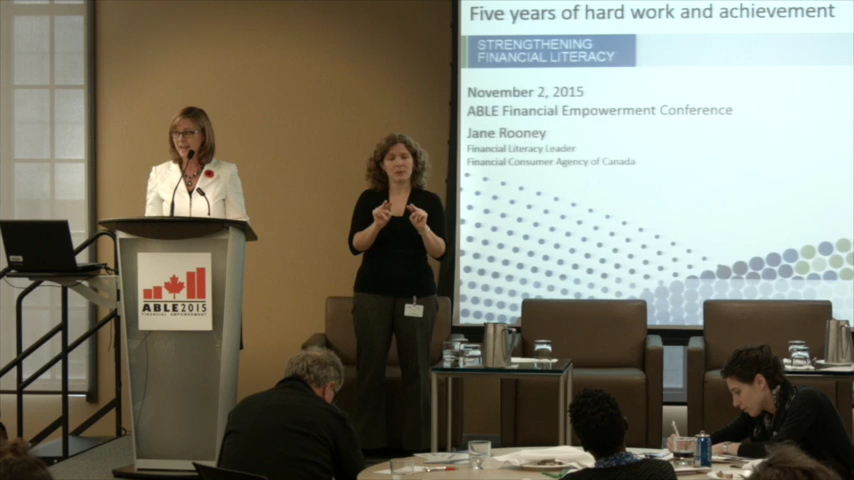 Five years of hard work and achievement
STRENGTHENING
FINANCIAL LITERACY
November 2, 2015
ABLE Financial Empowerment Conference
Jane Rooney
Financial Literacy Leader
Financial Consumer Agency of Canada
ABLE2015
FINANCIAL EMPOWERMENT